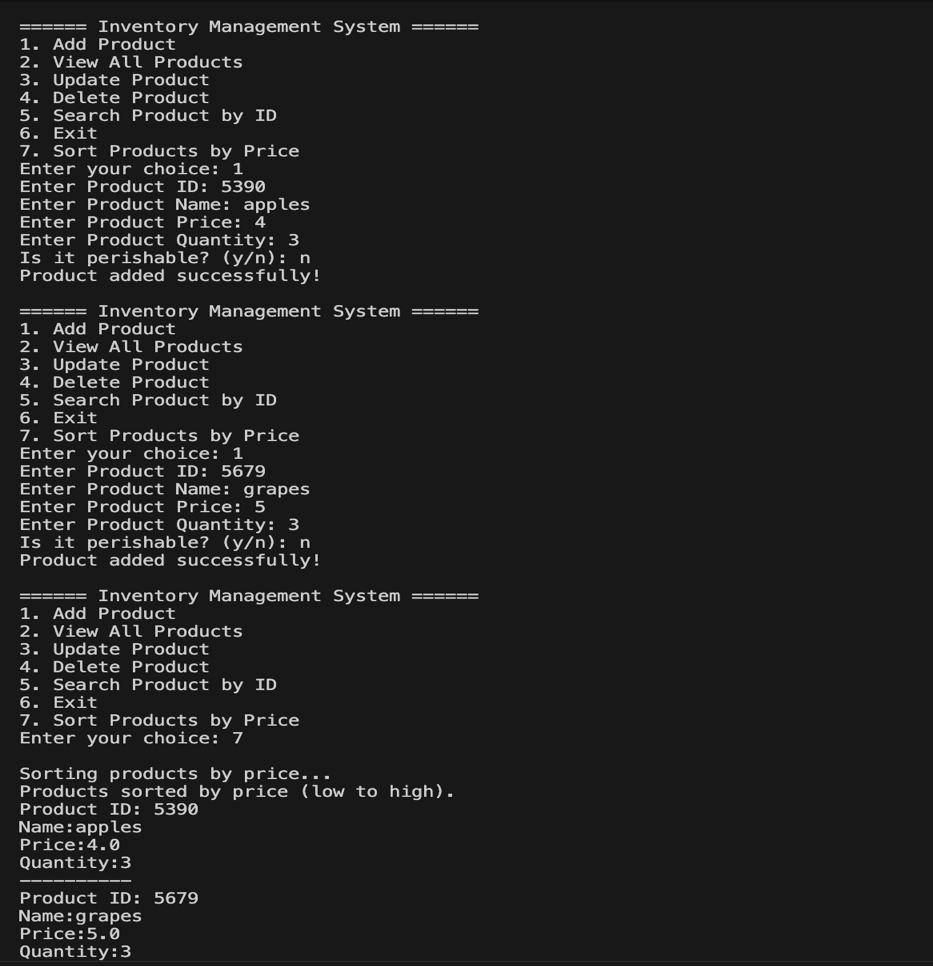 ====== Inventory Management System ======
1. Add Product
2. View All Products
3. Update Product
4. Delete Product
5. Search Product by ID
6. Exit
7. Sort Products by Price
Enter your choice: 1
Enter Product ID: 5390
Enter Product Name: apples
Enter Product Price: 4
Enter Product Quantity: 3
Is it perishable? (y/n): n
Product added successfully!
====== Inventory Management System ======
1. Add Product
2. View All Products
3. Update Product
4. Delete Product
5. Search Product by ID
6. Exit
7. Sort Products by Price
Enter your choice: 1
Enter Product ID: 5679
Enter Product Name: grapes
Enter Product Price: 5
Enter Product Quantity: 3
Is it perishable? (y/n): n
Product added successfully!
====== Inventory Management System ======
1. Add Product
2. View All Products
3. Update Product
4. Delete Product
5. Search Product by ID
6. Exit
7. Sort Products by Price
Enter your choice: 7
Sorting products by price...
Products sorted by price (low to high).
Product ID: 5390
Name:apples
Price:4.0
Quantity:3
----------
Product ID: 5679
Name:grapes
Price:5.0
Quantity:3